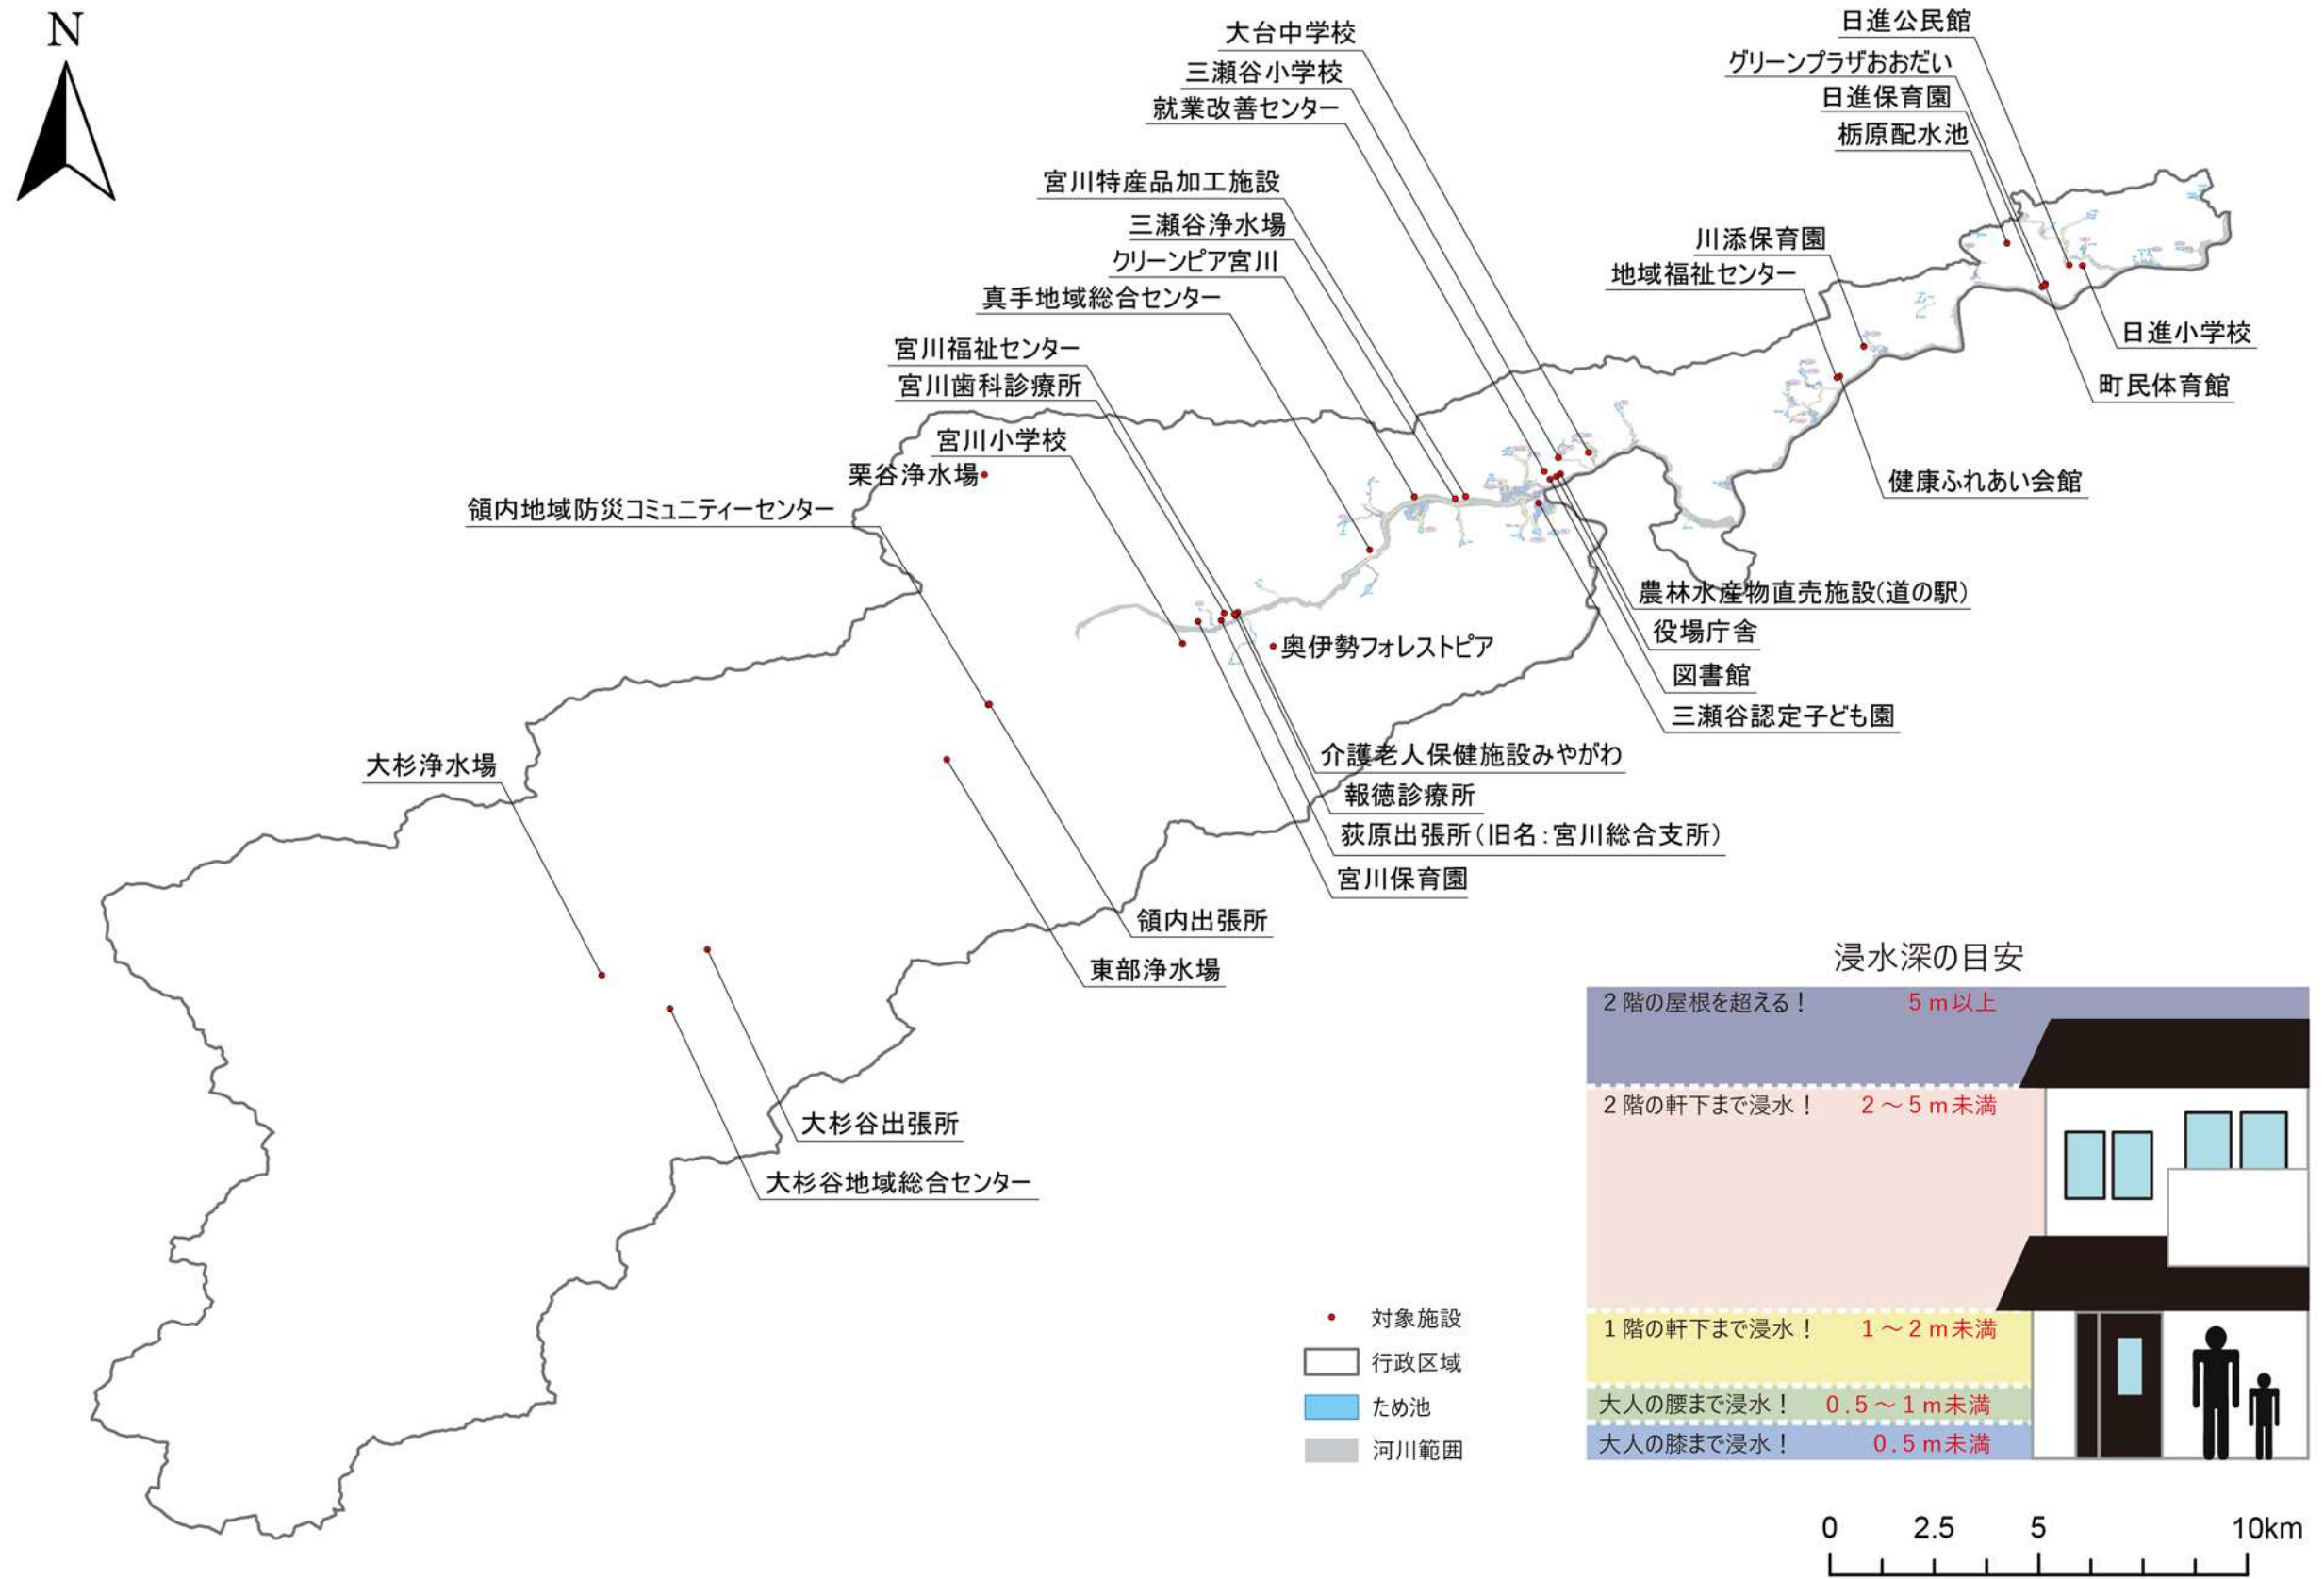 N
大台中学校
三瀬谷小学校
就業改善センター
宮川特産品加工施設
三瀬谷浄水場
クリーンピア宮川
真手地域総合センター
宮川福祉センター
宮川歯科診療所
宮川小学校
栗谷浄水場
領内地域防災コミュニティーセンター
日進公民館
グリーンプラザおおだい
日進保育園
栃原配水池
川添保育園
地域福祉センター
日進小学校
町民体育館
健康ふれあい会館
農林水産物直売施設(道の駅)
役場庁舎
図書館
三瀬谷認定子ども園
奥伊勢フォレストピア
介護老人保健施設みやがわ
報徳診療所
荻原出張所(旧名:宮川総合支所)
宮川保育園
領内出張所
東部浄水場
大杉浄水場
大杉谷出張所
大杉谷地域総合センター
対象施設
行政区域
ため池
河川範囲
浸水深の目安
2階の屋根を超える! 5m以上
2階の軒下まで浸水! 2～5m未満
1階の軒下まで浸水! 1～2m未満
大人の腰まで浸水! 0.5～1m未満
大人の膝まで浸水! 0.5m未満
0 2.5 5 10km